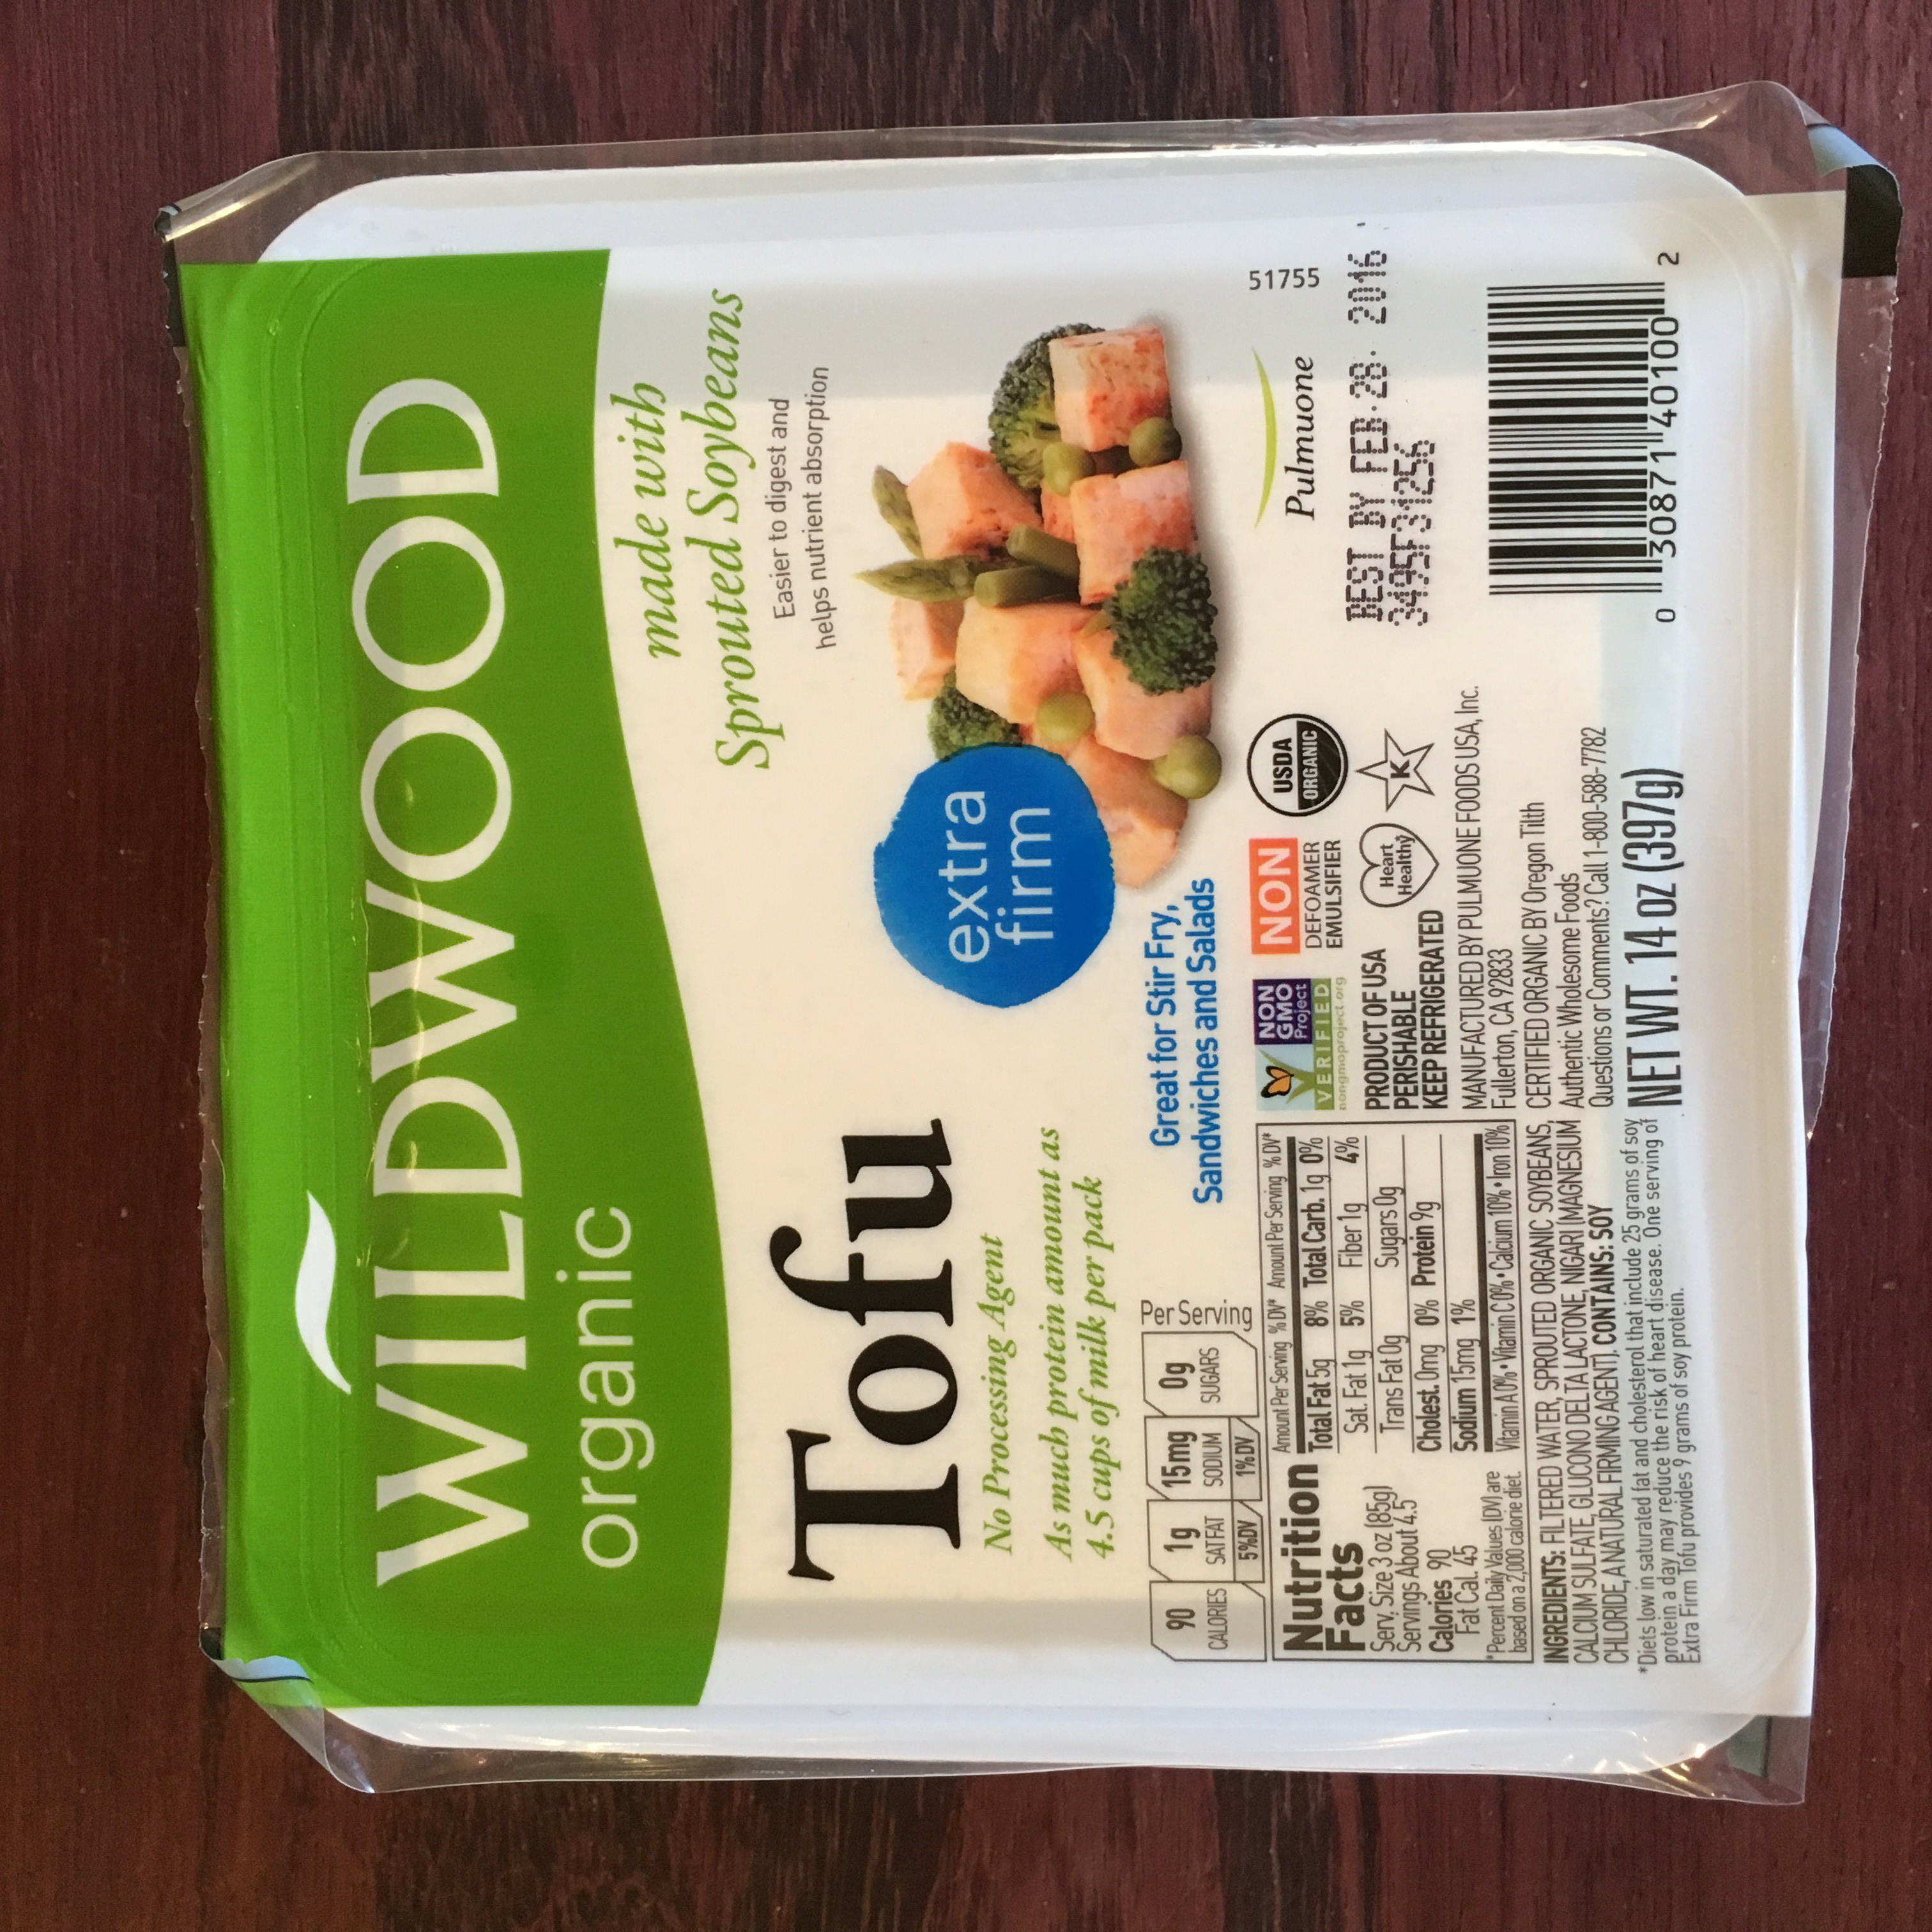 WILDWOOD
organic
made with
Sprouted Soybeans
Easier to digest and
helps nutrient absorption
Tofu
extra
firm
No Processing Agent
As much protein amount as
4.5 cups of milk per pack
Great for Stir Fry,
Sandwiches and Salads
90
CALORIES
1g
SAT FAT
5%DV
15mg
SODIUM
1%DV
0g
SUGARS
Per Serving
Nutrition
Facts
Serv. Size 3 oz (85g)
Servings About 4.5
Calories 90
Fat Cal. 45
*Percent Daily Values (DV) are
based on a 2,000 calorie diet.
Amount Per Serving %DV* Amount Per Serving %DV*
Total Fat 5g 8% Total Carb. 1g 0%
Sat. Fat 1g 5% Fiber 1g 4%
Trans Fat 0g Sugars 0g
Cholest. 0mg 0% Protein 9g
Sodium 15mg 1%
Vitamin A 0% • Vitamin C 0% • Calcium 10% • Iron 10%
INGREDIENTS: FILTERED WATER, SPROUTED ORGANIC SOYBEANS,
CALCIUM SULFATE, GLUCONO DELTA LACTONE, NIGARI (MAGNESIUM
CHLORIDE, A NATURAL FIRMING AGENT). CONTAINS: SOY
*Diets low in saturated fat and cholesterol that include 25 grams of soy
protein a day may reduce the risk of heart disease. One serving of
Extra Firm Tofu provides 9 grams of soy protein.
NON
GMO
Project
VERIFIED
nongmoproject.org
NON
DEFOAMER
EMULSIFIER
USDA
ORGANIC
PRODUCT OF USA
PERISHABLE
KEEP REFRIGERATED
Heart
Healthy
K
MANUFACTURED BY PULMUONE FOODS USA, Inc.
Fullerton, CA 92833
CERTIFIED ORGANIC BY Oregon Tilth
Authentic Wholesome Foods
Questions or Comments? Call 1-800-588-7782
NET WT. 14 oz (397g)
Pulmuone
51755
BEST BY FEB. 28. 2016
3495F31256
0 30871 40100 2